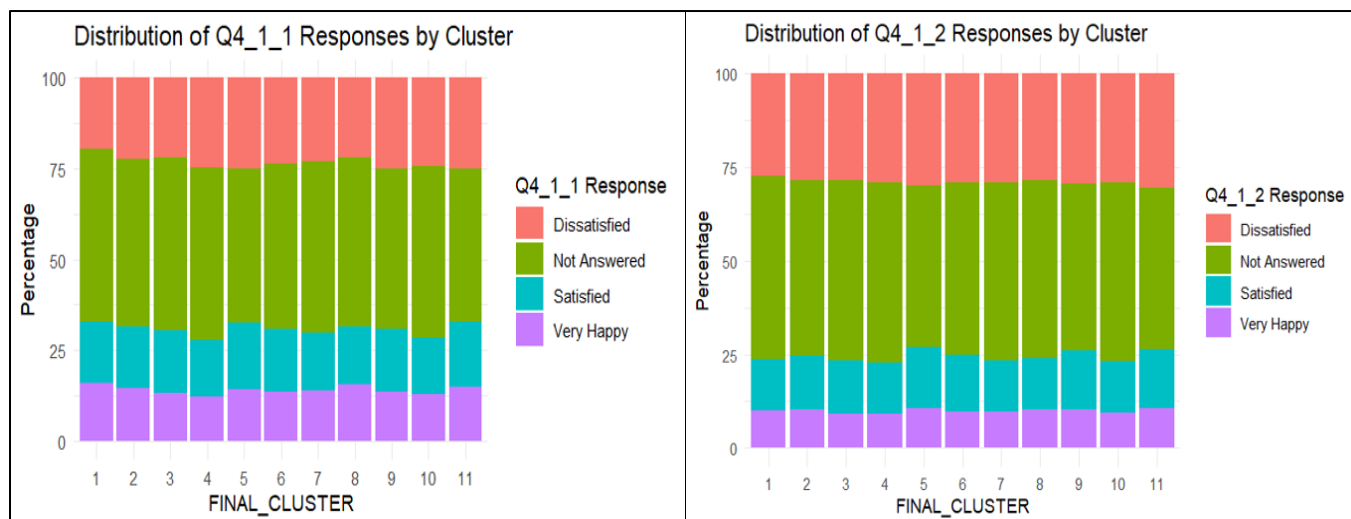 Distribution of Q4_1_1 Responses by Cluster
Percentage
100
75
50
25
0
1 2 3 4 5 6 7 8 9 10 11
FINAL_CLUSTER
Q4_1_1 Response
Dissatisfied
Not Answered
Satisfied
Very Happy
Distribution of Q4_1_2 Responses by Cluster
Percentage
100
75
50
25
0
1 2 3 4 5 6 7 8 9 10 11
FINAL_CLUSTER
Q4_1_2 Response
Dissatisfied
Not Answered
Satisfied
Very Happy